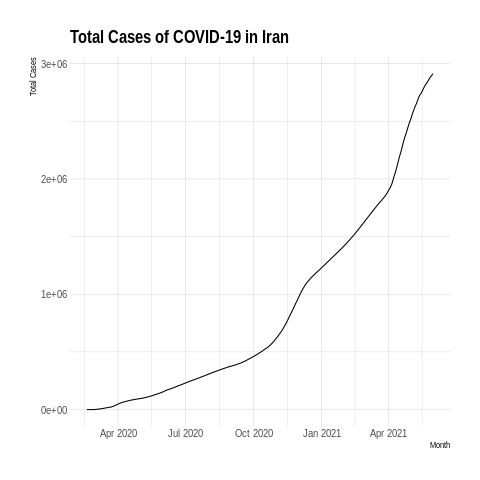 Total Cases of COVID-19 in Iran
Total Cases
3e+06
2e+06
1e+06
0e+00
Apr 2020 Jul 2020 Oct 2020 Jan 2021 Apr 2021
Month